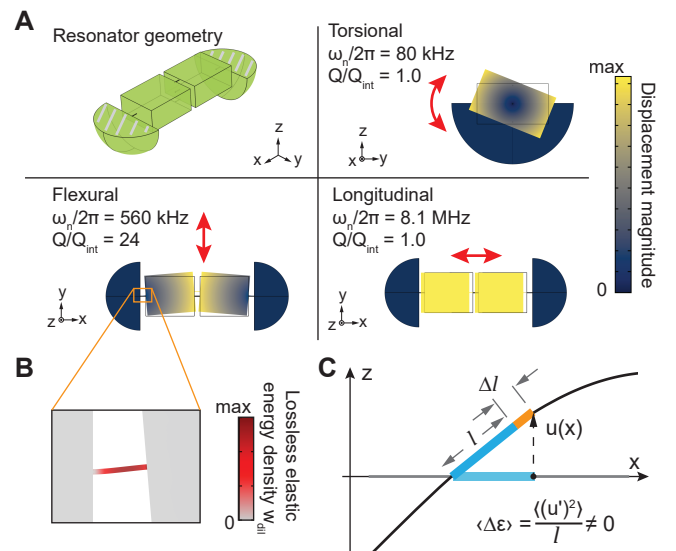 A
Resonator geometry
z
x
y
Torsional
ωn/2π = 80 kHz
Q/Qint = 1.0
z
x
y
max
Displacement magnitude
0
Flexural
ωn/2π = 560 kHz
Q/Qint = 24
y
z
x
Longitudinal
ωn/2π = 8.1 MHz
Q/Qint = 1.0
y
z
x
B
max
Lossless elastic
energy density wdil
0
C
z
Δl
l
u(x)
x
⟨Δε⟩ = ⟨(u')²⟩/l ≠ 0